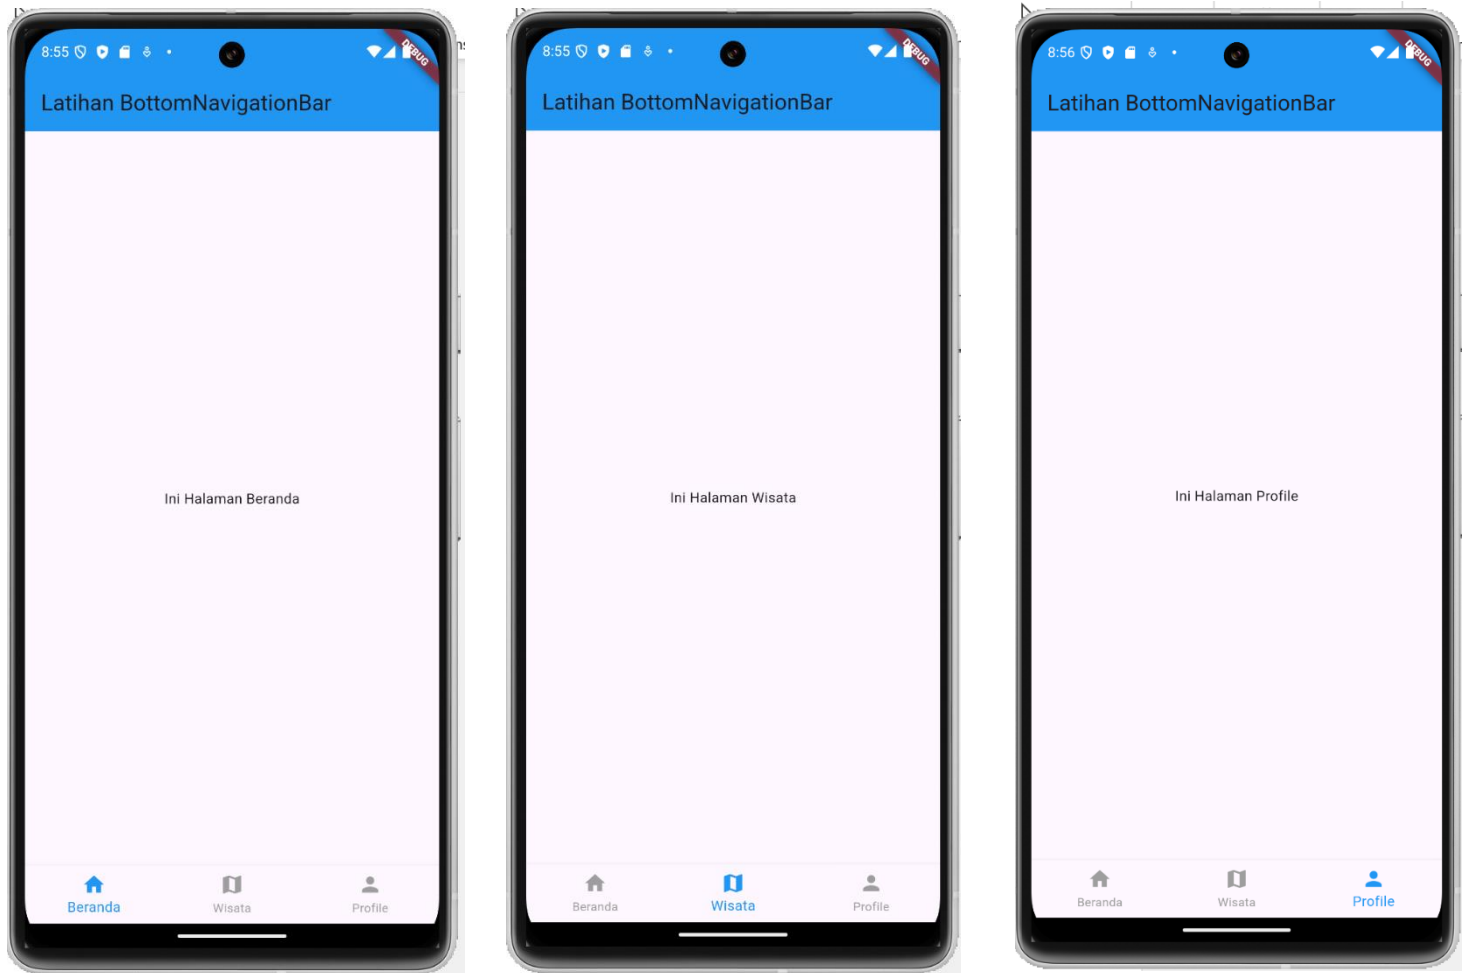 8:55
DEBUG
Latihan BottomNavigationBar
Ini Halaman Beranda
Beranda
Wisata
Profile
8:55
DEBUG
Latihan BottomNavigationBar
Ini Halaman Wisata
Beranda
Wisata
Profile
8:56
DEBUG
Latihan BottomNavigationBar
Ini Halaman Profile
Beranda
Wisata
Profile